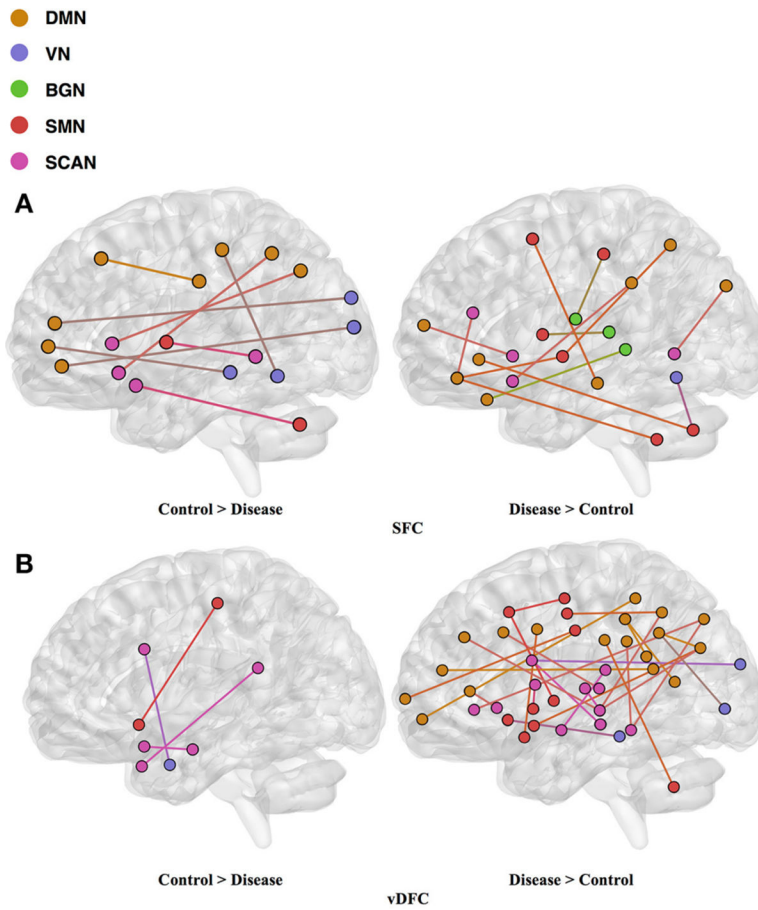 DMN
VN
BGN
SMN
SCAN
A
Control > Disease
Disease > Control
SFC
B
Control > Disease
Disease > Control
vDFC